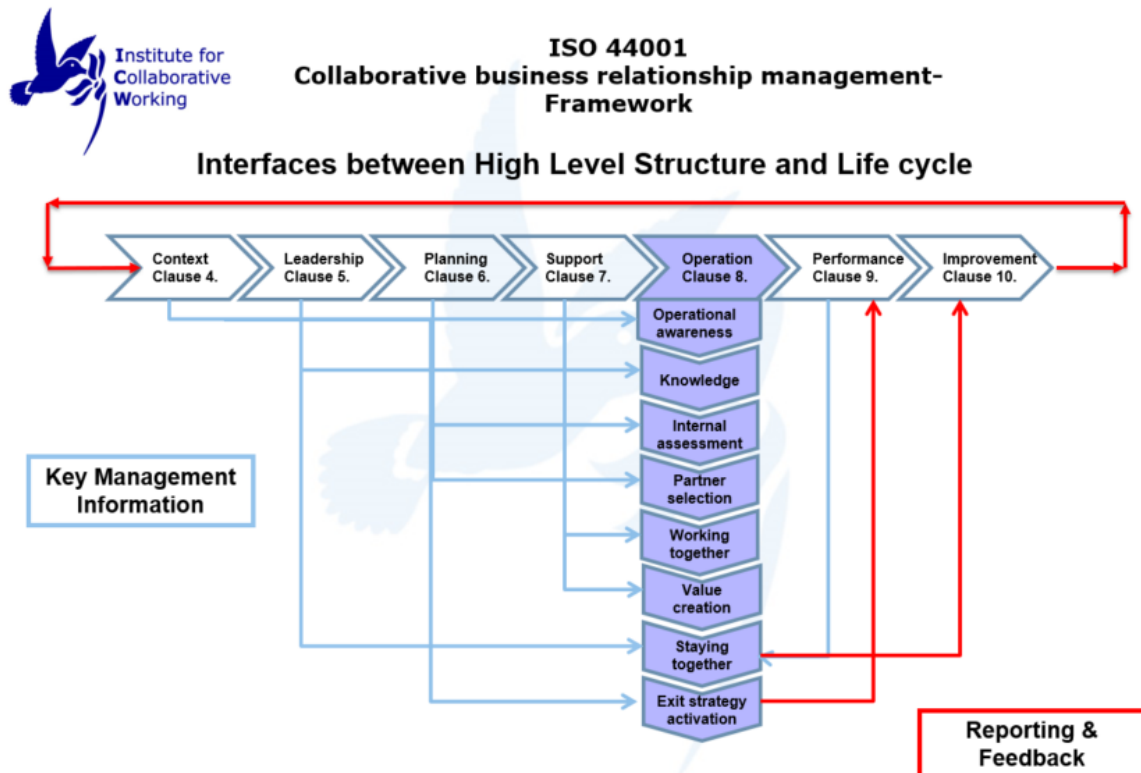 Institute for
Collaborative
Working
ISO 44001
Collaborative business relationship management-
Framework
Interfaces between High Level Structure and Life cycle
Context
Clause 4.
Leadership
Clause 5.
Planning
Clause 6.
Support
Clause 7.
Operation
Clause 8.
Performance
Clause 9.
Improvement
Clause 10.
Operational
awareness
Knowledge
Internal
assessment
Partner
selection
Working
together
Value
creation
Staying
together
Exit strategy
activation
Key Management
Information
Reporting &
Feedback